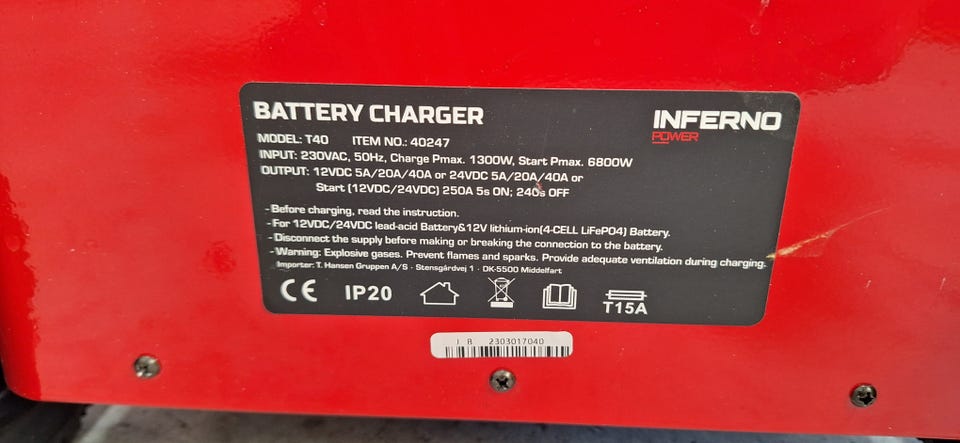 BATTERY CHARGER
INFERNO
POWER
MODEL: T40 ITEM NO.: 40247
INPUT: 230VAC, 50Hz, Charge Pmax. 1300W, Start Pmax. 6800W
OUTPUT: 12VDC 5A/20A/40A or 24VDC 5A/20A/40A or
Start (12VDC/24VDC) 250A 5s ON; 240s OFF
-Before charging, read the instruction.
-For 12VDC/24VDC lead-acid Battery&12V lithium-ion(4-CELL LiFePO4) Battery.
-Disconnect the supply before making or breaking the connection to the battery.
-Warning: Explosive gases. Prevent flames and sparks. Provide adequate ventilation during charging.
Importer: T. Hansen Gruppen A/S · Stensgårdvej 1 · DK-5500 Middelfart
CE IP20 T15A
J B 2303017040